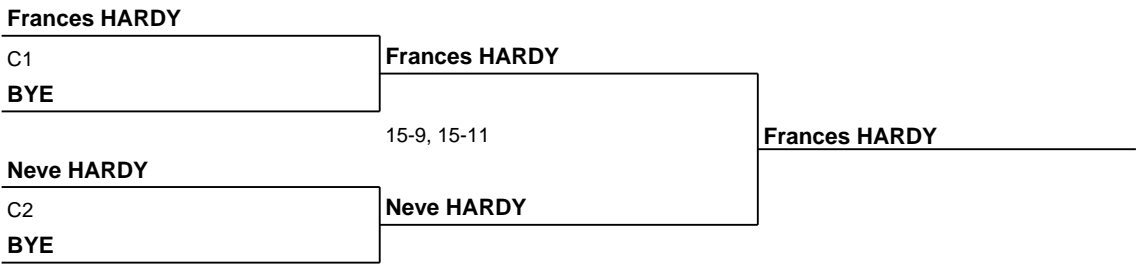 Frances HARDY
C1
BYE
Frances HARDY
15-9, 15-11
Frances HARDY
Neve HARDY
C2
BYE
Neve HARDY